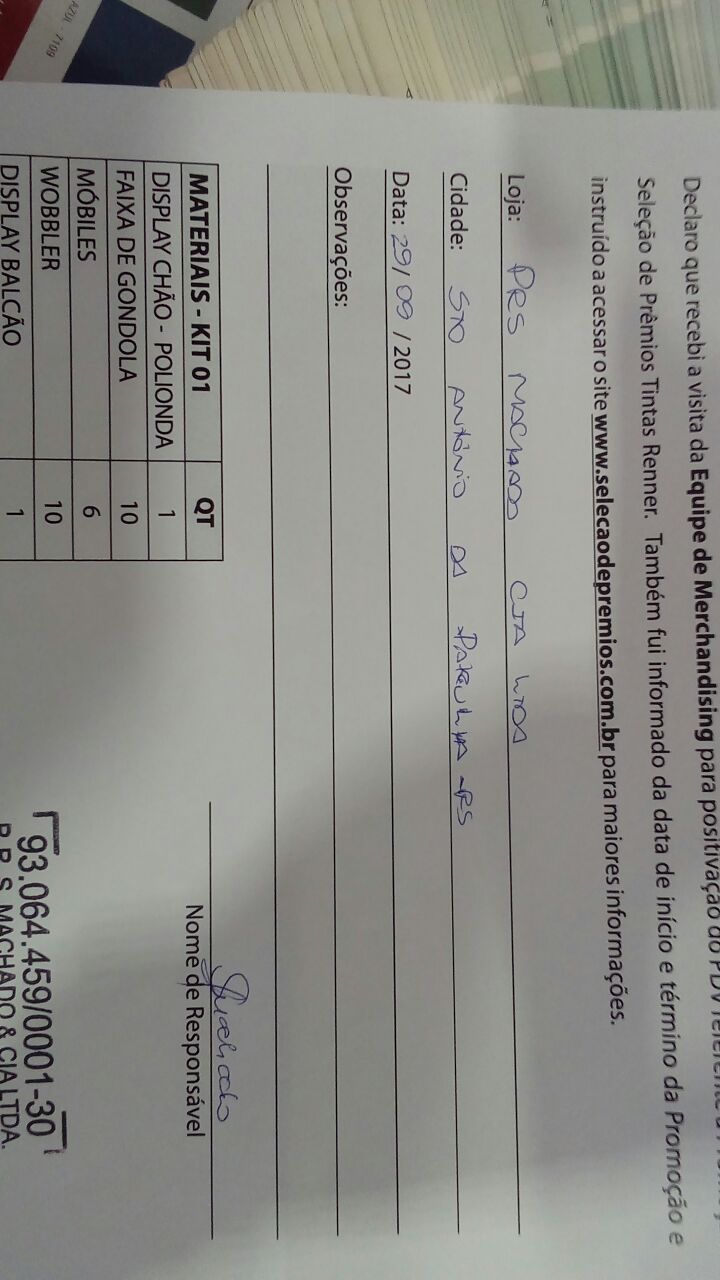 Declaro que recebi a visita da Equipe de Merchandising para positivação do PDV referente a
Seleção de Prêmios Tintas Renner. Também fui informado da data de início e término da Promoção e
instruído a acessar o site www.selecaodepremios.com.br para maiores informações.
Loja: PRS MACHADO CIA LTDA
Cidade: STO ANTÔNIO DA PATRULHA - RS
Data: 29/09/2017
Observações:
MATERIAIS - KIT 01 QT
DISPLAY CHÃO - POLIONDA 1
FAIXA DE GONDOLA 10
MÓBILES 6
WOBBLER 10
DISPLAY BALCÃO 1
Machado
Nome de Responsável
93.064.459/0001-30
P. R. S. MACHADO & CIA LTDA.